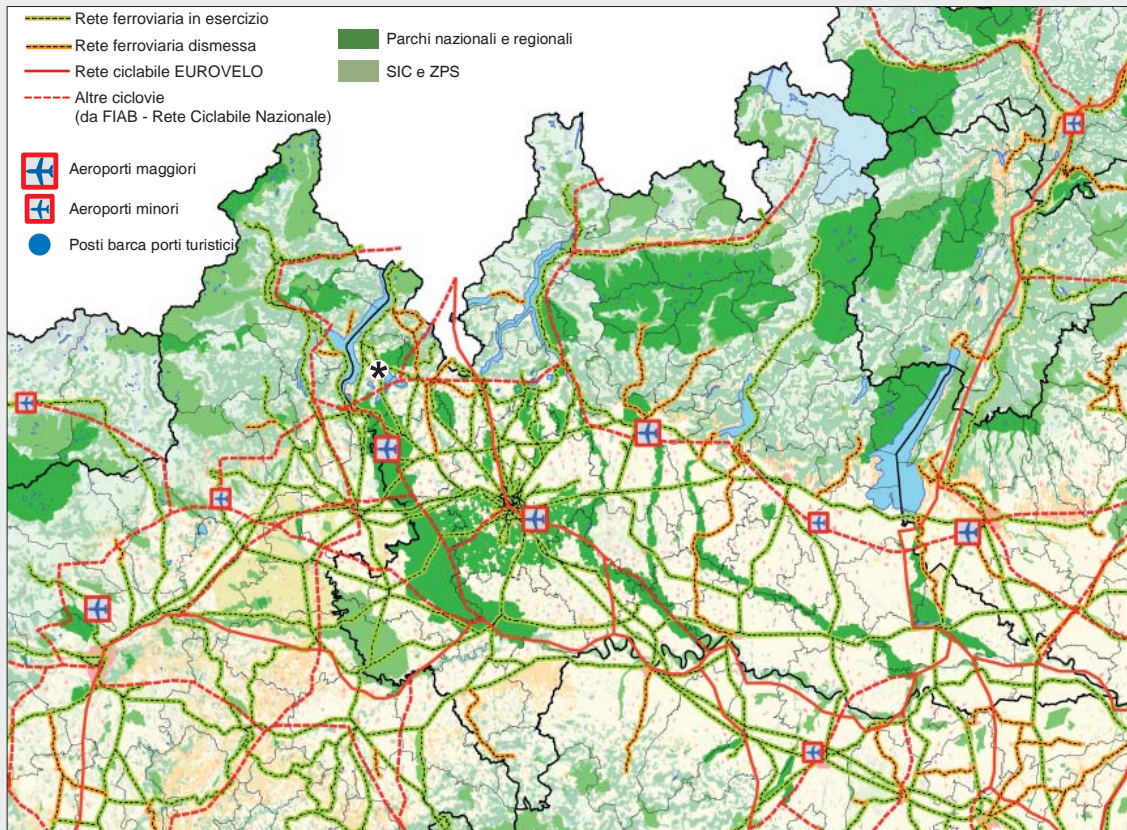 Rete ferroviaria in esercizio
Rete ferroviaria dismessa
Rete ciclabile EUROVELO
Altre ciclovie
(da FIAB - Rete Ciclabile Nazionale)
Aeroporti maggiori
Aeroporti minori
Posti barca porti turistici
Parchi nazionali e regionali
SIC e ZPS
*